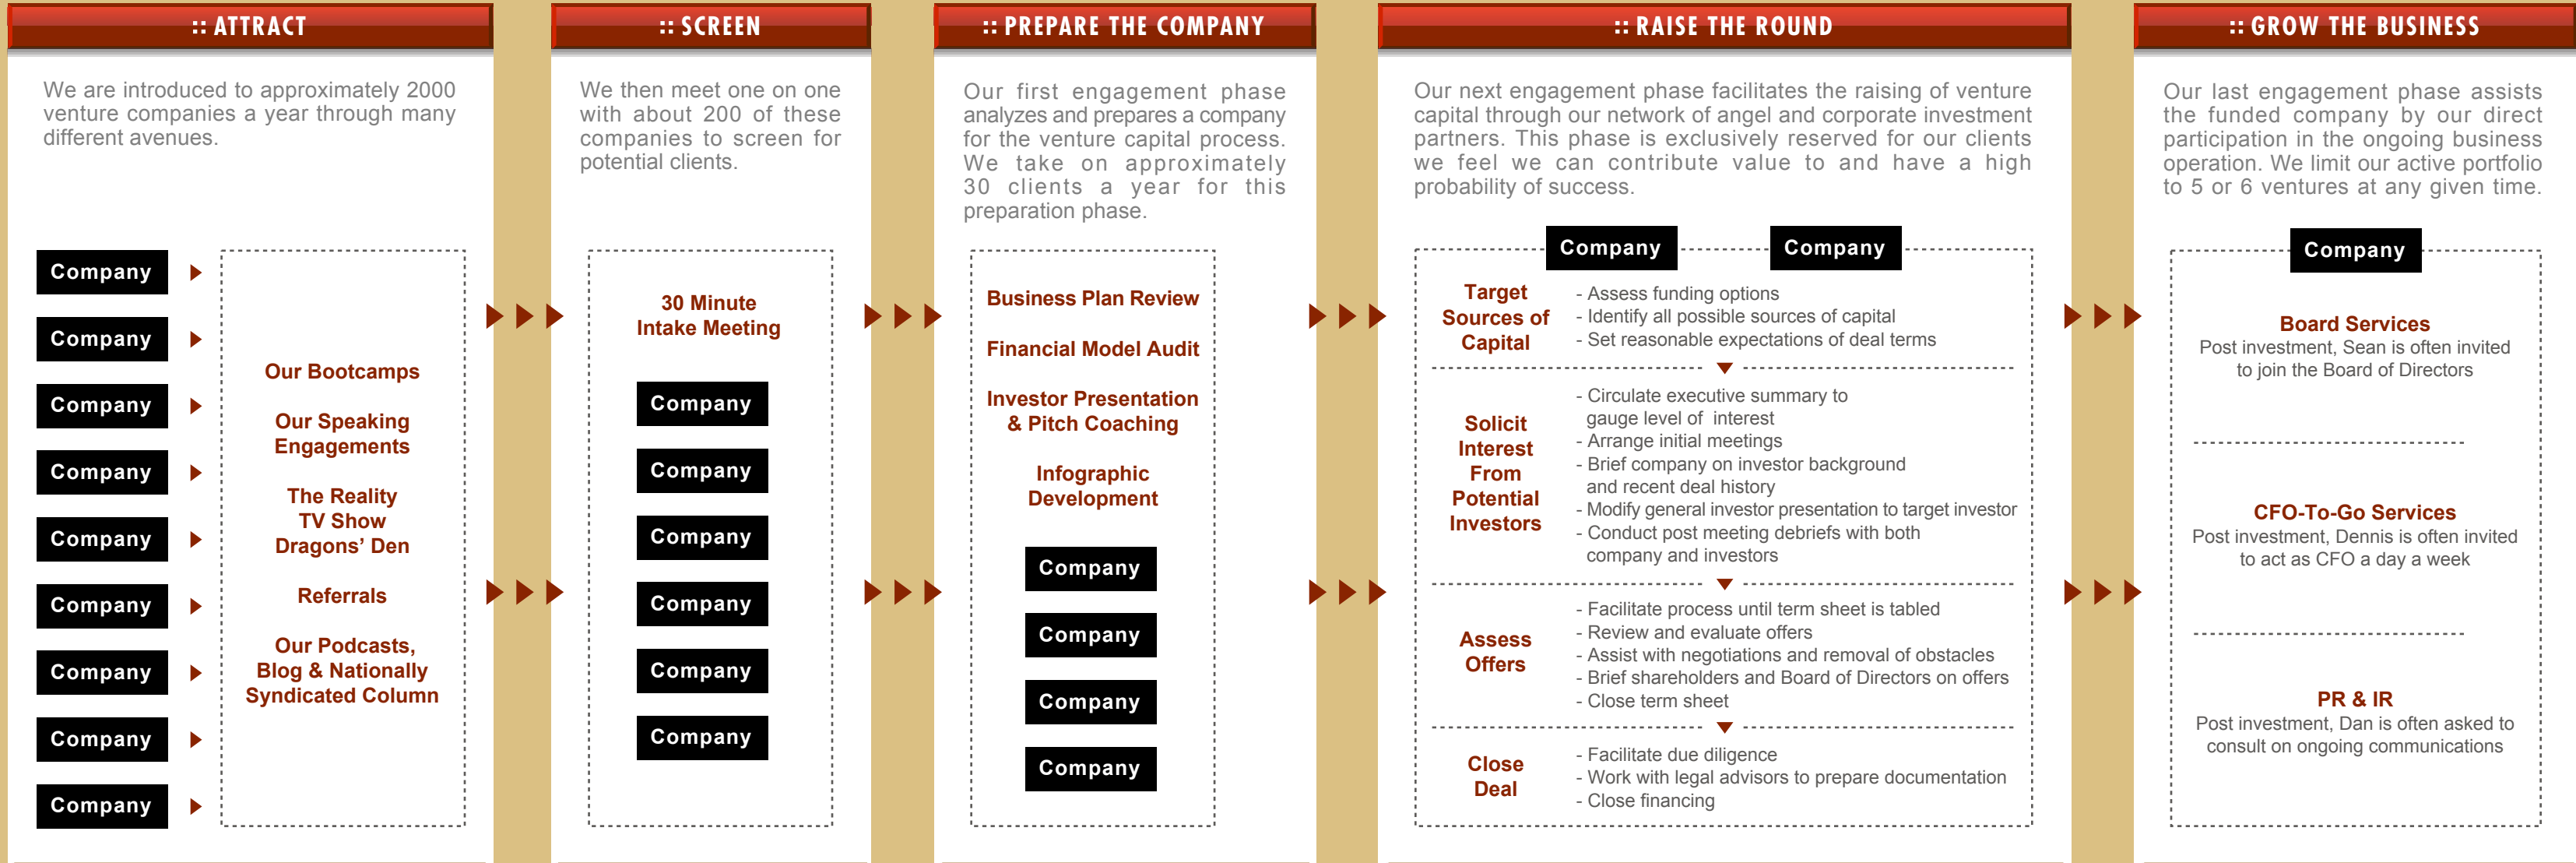 :: ATTRACT
We are introduced to approximately 2000
venture companies a year through many
different avenues.
Company
Company
Company
Company
Company
Company
Company
Company
Company
Our Bootcamps
Our Speaking
Engagements
The Reality
TV Show
Dragons’ Den
Referrals
Our Podcasts,
Blog & Nationally
Syndicated Column
:: SCREEN
We then meet one on one
with about 200 of these
companies to screen for
potential clients.
30 Minute
Intake Meeting
Company
Company
Company
Company
Company
Company
:: PREPARE THE COMPANY
Our first engagement phase
analyzes and prepares a company
for the venture capital process.
We take on approximately
30 clients a year for this
preparation phase.
Business Plan Review
Financial Model Audit
Investor Presentation
& Pitch Coaching
Infographic
Development
Company
Company
Company
Company
:: RAISE THE ROUND
Our next engagement phase facilitates the raising of venture
capital through our network of angel and corporate investment
partners. This phase is exclusively reserved for our clients
we feel we can contribute value to and have a high
probability of success.
Company
Company
Target
Sources of
Capital
- Assess funding options
- Identify all possible sources of capital
- Set reasonable expectations of deal terms
Solicit
Interest
From
Potential
Investors
- Circulate executive summary to
gauge level of interest
- Arrange initial meetings
- Brief company on investor background
and recent deal history
- Modify general investor presentation to target investor
- Conduct post meeting debriefs with both
company and investors
Assess
Offers
- Facilitate process until term sheet is tabled
- Review and evaluate offers
- Assist with negotiations and removal of obstacles
- Brief shareholders and Board of Directors on offers
- Close term sheet
Close
Deal
- Facilitate due diligence
- Work with legal advisors to prepare documentation
- Close financing
:: GROW THE BUSINESS
Our last engagement phase assists
the funded company by our direct
participation in the ongoing business
operation. We limit our active portfolio
to 5 or 6 ventures at any given time.
Company
Board Services
Post investment, Sean is often invited
to join the Board of Directors
CFO-To-Go Services
Post investment, Dennis is often invited
to act as CFO a day a week
PR & IR
Post investment, Dan is often asked to
consult on ongoing communications